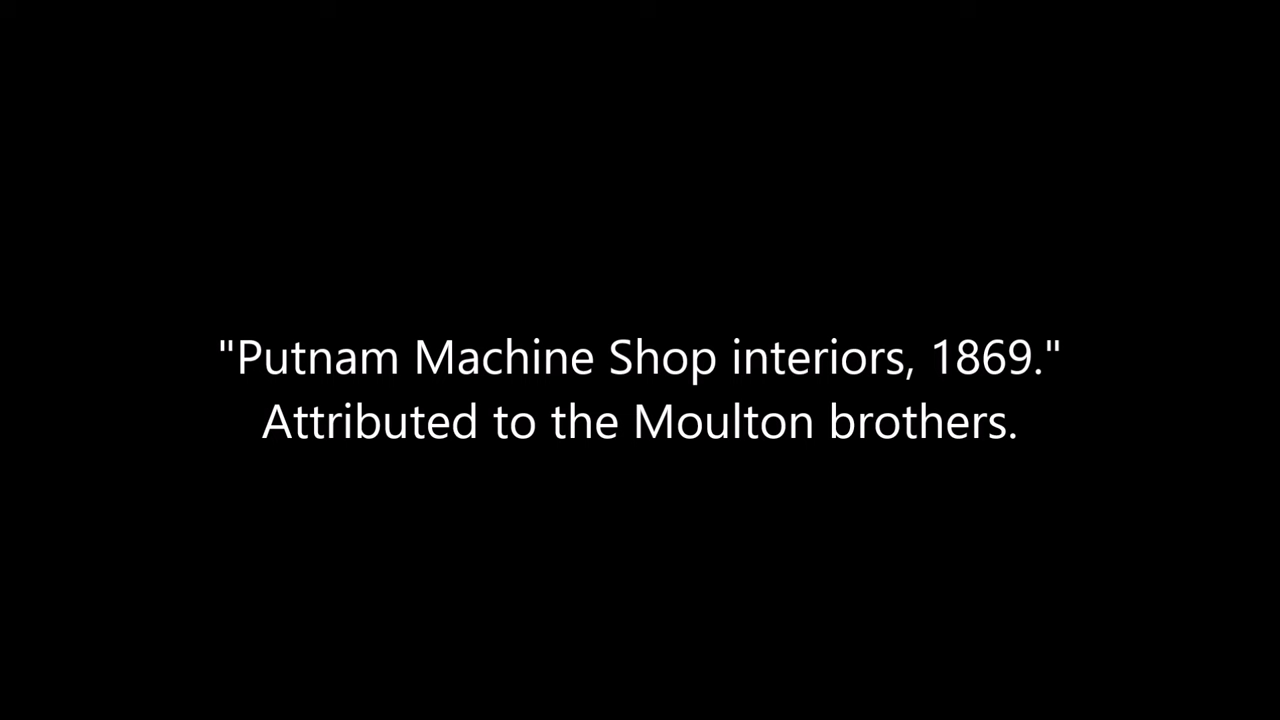 "Putnam Machine Shop interiors, 1869."
Attributed to the Moulton brothers.